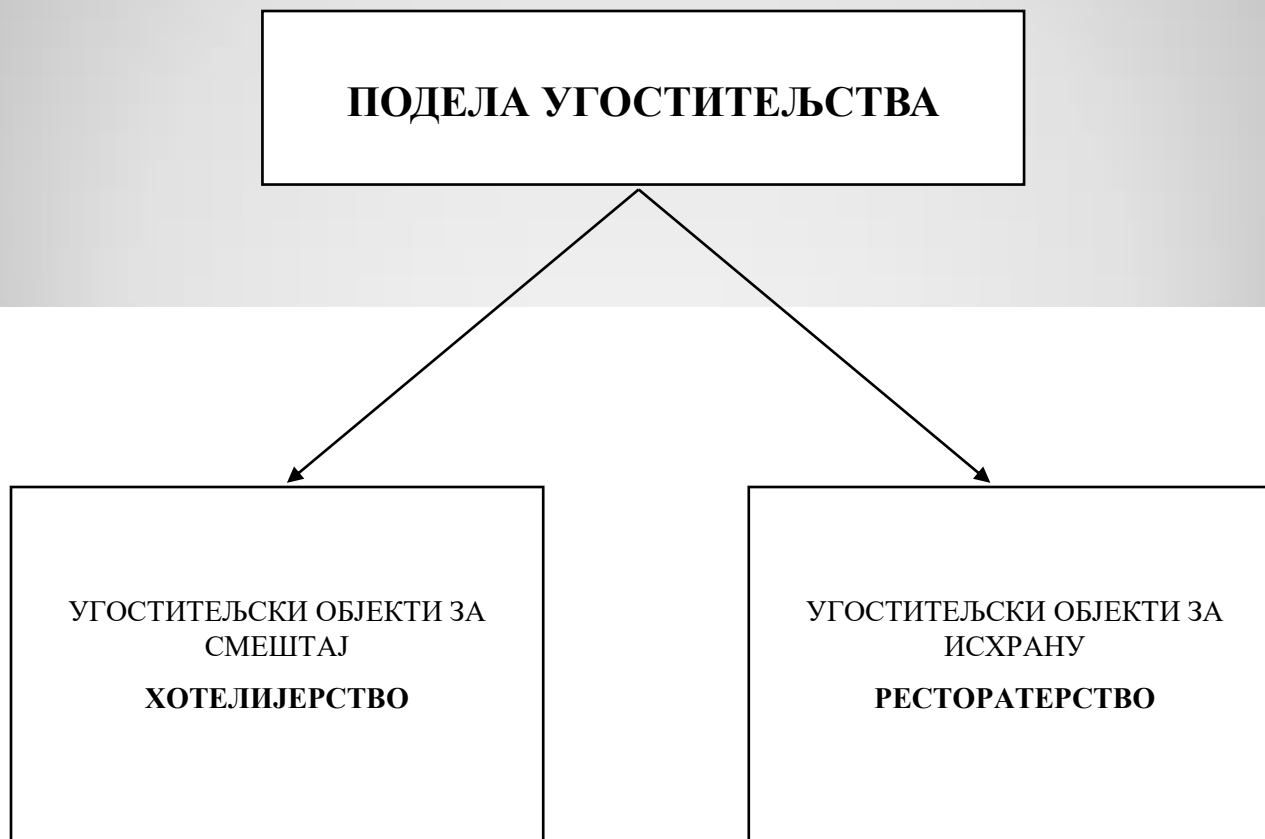 ПОДЕЛА УГОСТИТЕЉСТВА
УГОСТИТЕЉСКИ ОБЈЕКТИ ЗА
СМЕШТАЈ
ХОТЕЛИЈЕРСТВО
УГОСТИТЕЉСКИ ОБЈЕКТИ ЗА
ИСХРАНУ
РЕСТОРАТЕРСТВО